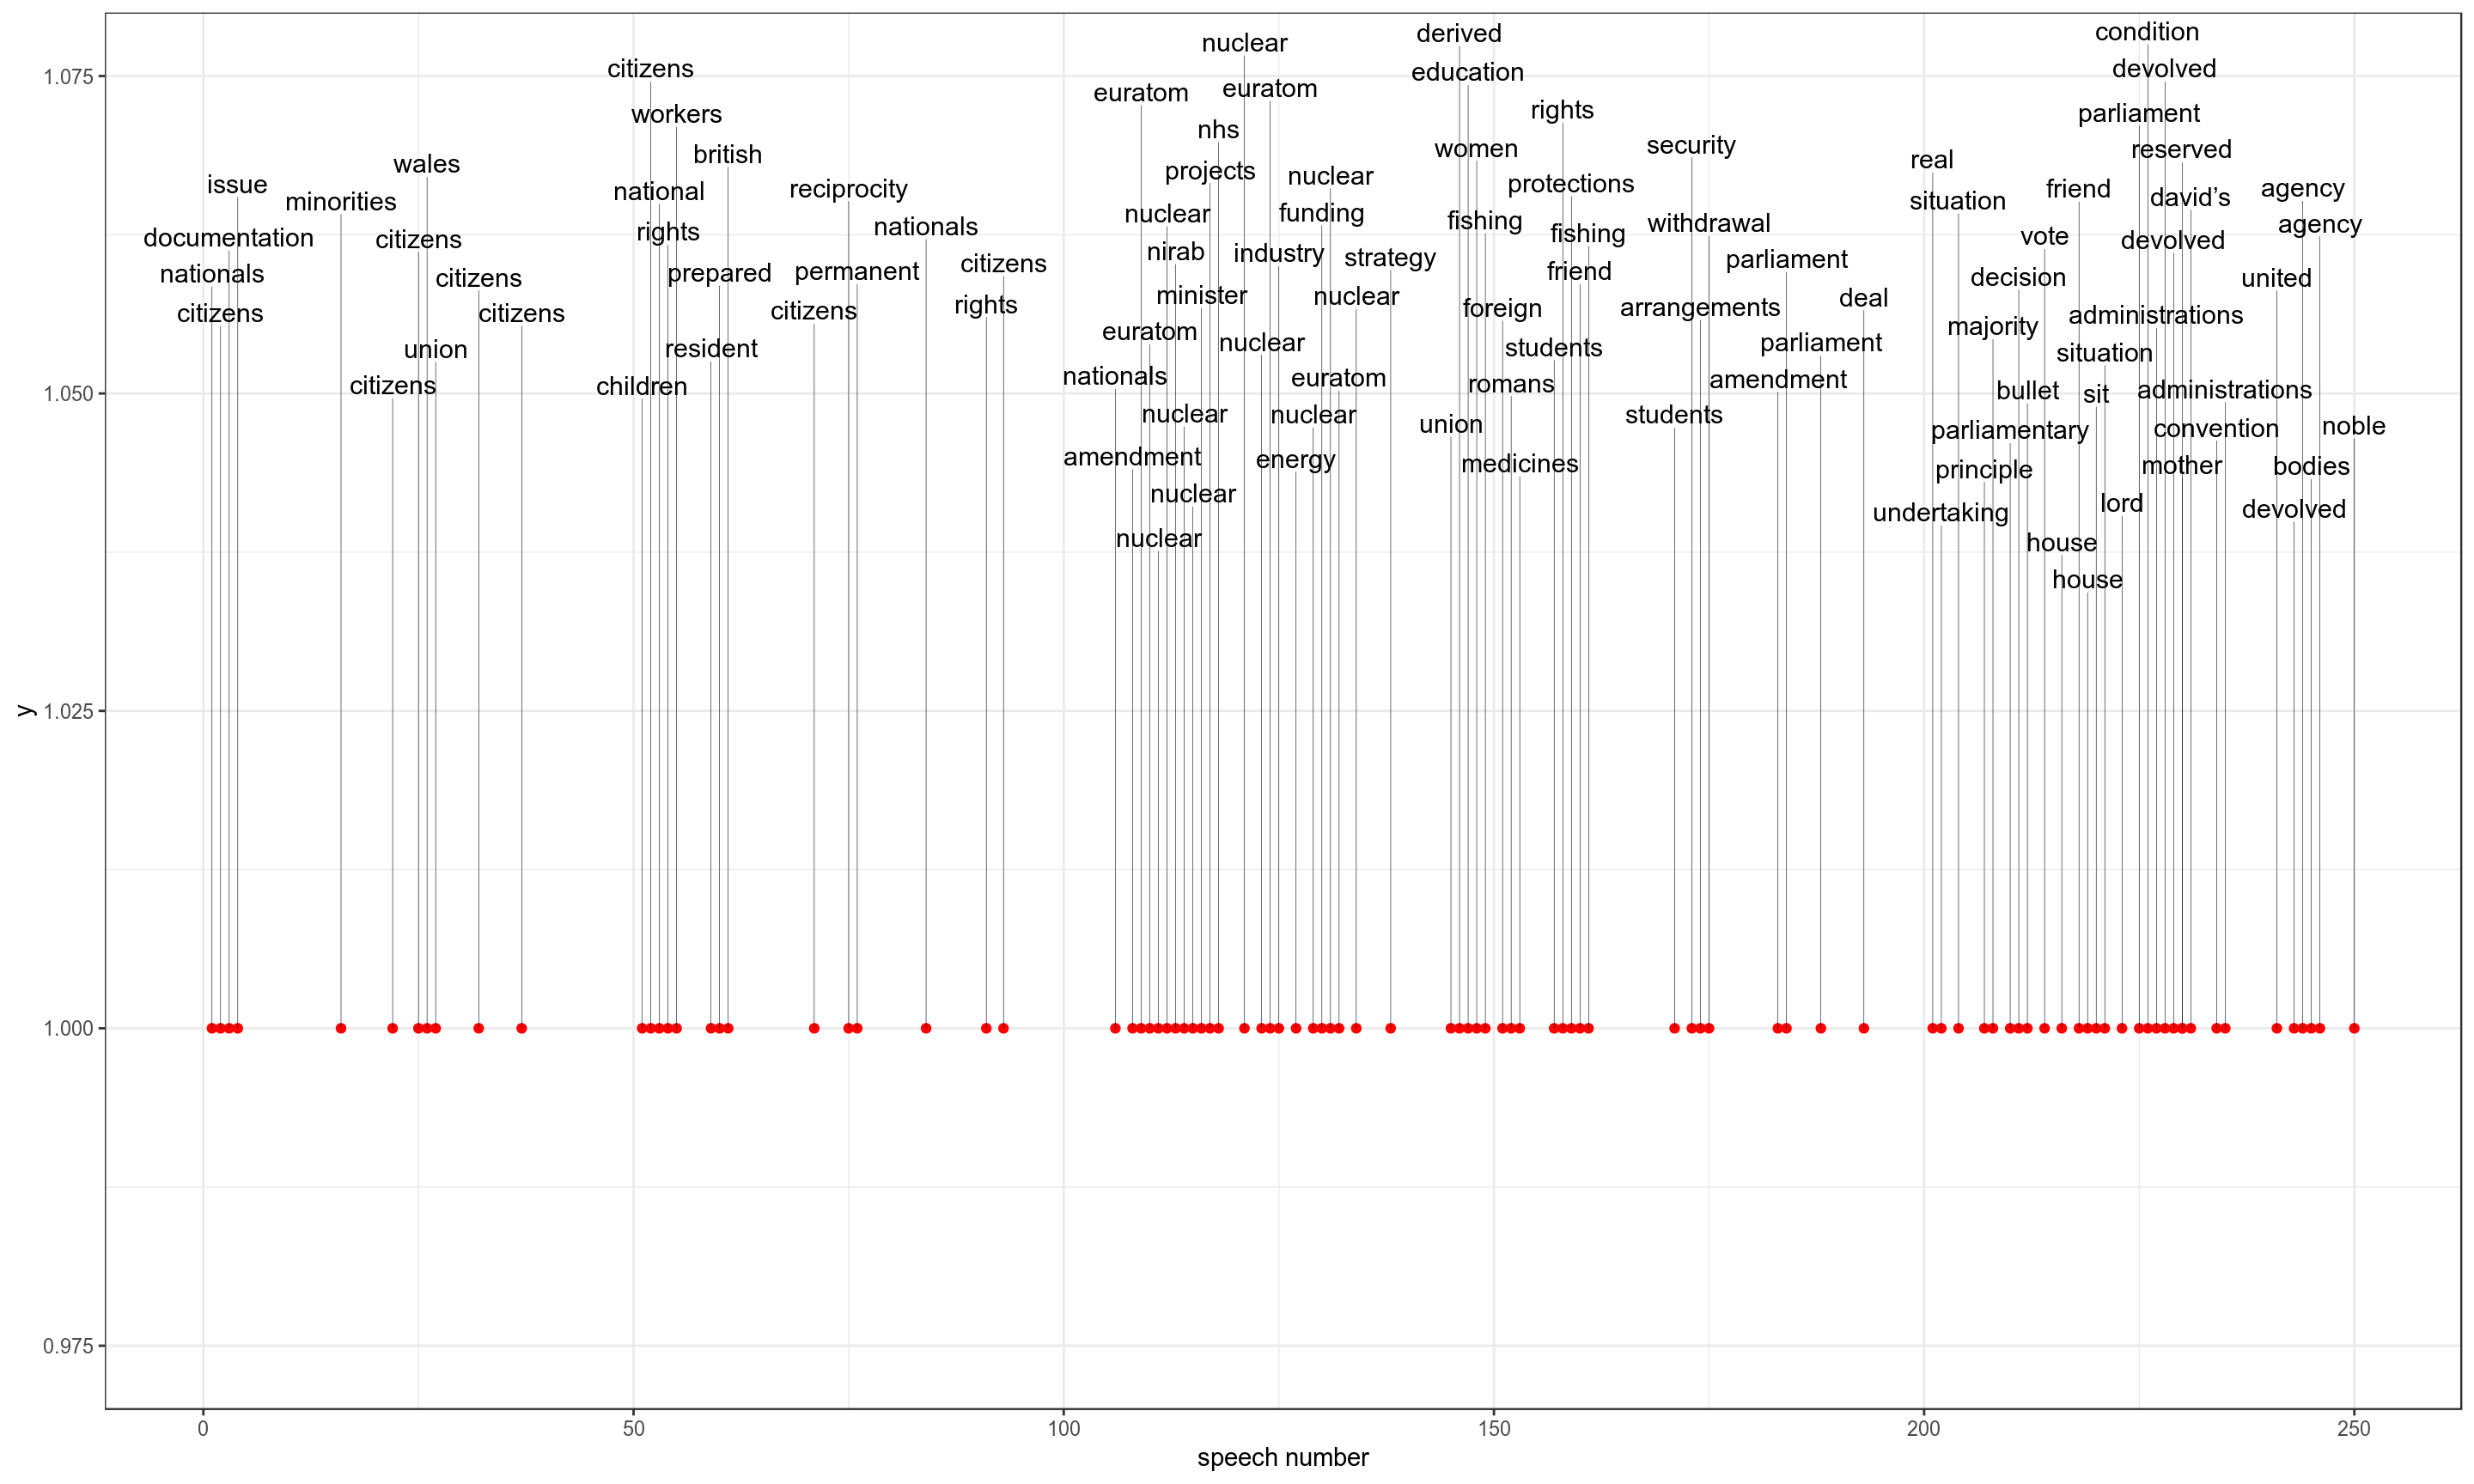 condition
derived
nuclear
citizens
education
devolved
1.075
euratom
euratom
rights
workers
parliament
nhs
security
women
reserved
british
real
wales
projects
nuclear
protections
issue
reciprocity
friend
agency
national
david’s
minorities
situation
nuclear
funding
fishing
withdrawal
agency
nationals
rights
fishing
vote
documentation
citizens
devolved
nirab
industry
strategy
parliament
citizens
permanent
friend
nationals
prepared
citizens
decision
united
minister
nuclear
deal
rights
foreign
citizens
citizens
citizens
arrangements
administrations
euratom
majority
union
resident
nuclear
students
parliament
situation
nationals
euratom
amendment
citizens
children
romans
bullet
sit
administrations
1.050
nuclear
nuclear
students
union
parliamentary
convention
noble
amendment
energy
medicines
principle
mother
bodies
nuclear
lord
undertaking
devolved
nuclear
house
house
1.025
y
1.000
0.975
0
50
100
150
200
250
speech number